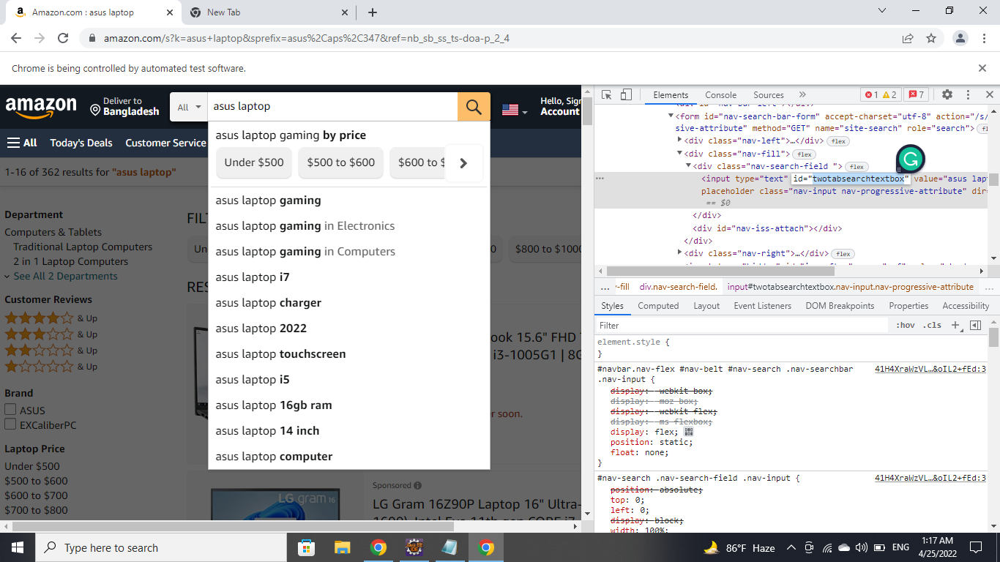 Amazon.com : asus laptop
New Tab
amazon.com/s?k=asus+laptop&sprefix=asus%2Caps%2C347&ref=nb_sb_ss_ts-doa-p_2_4
Chrome is being controlled by automated test software.
amazon
Deliver to
Bangladesh
All
asus laptop
Hello, Sign
Account
All
Today's Deals
Customer Service
1-16 of 362 results for "asus laptop"
Department
Computers & Tablets
Traditional Laptop Computers
2 in 1 Laptop Computers
See All 2 Departments
Customer Reviews
& Up
& Up
& Up
& Up
Brand
ASUS
EXCaliberPC
Laptop Price
Under $500
$500 to $600
$600 to $700
$700 to $800
asus laptop gaming by price
Under $500
$500 to $600
$600 to $
asus laptop gaming
asus laptop gaming in Electronics
asus laptop gaming in Computers
asus laptop i7
asus laptop charger
asus laptop 2022
asus laptop touchscreen
asus laptop i5
asus laptop 16gb ram
asus laptop 14 inch
asus laptop computer
FIL
Un
0
$800 to $1000
RES
ook 15.6" FHD
i3-1005G1 | 8G
er soon.
LG gram 16
Sponsored
LG Gram 16Z90P Laptop 16" Ultra-
Elements
Console
Sources
1
2
7
<form id="nav-search-bar-form" accept-charset="utf-8" action="/s/
sive-attribute" method="GET" name="site-search" role="search">
<div class="nav-left">…</div> flex
<div class="nav-fill"> flex
<div class="nav-search-field "> flex
<input type="text" id="twotabsearchtextbox" value="asus lap
placeholder class="nav-input nav-progressive-attribute" dir=
== $0
</div>
<div id="nav-iss-attach"></div>
</div>
<div class="nav-right">…</div> flex
… r-fill div.nav-search-field. input#twotabsearchtextbox.nav-input.nav-progressive-attribute …
Styles
Computed
Layout
Event Listeners
DOM Breakpoints
Properties
Accessibility
Filter
:hov .cls
element.style {
}
#navbar.nav-flex #nav-belt #nav-search .nav-searchbar
41H4XraWzVL…&oIL2+fEd:3
.nav-input {
display: -webkit-box;
display: -moz-box;
display: -webkit-flex;
display: -ms-flexbox;
display: flex;
position: static;
float: none;
}
#nav-search .nav-search-field .nav-input {
41H4XraWzVL…&oIL2+fEd:3
position: absolute;
top: 0;
left: 0;
display: block;
width: 100%;
Type here to search
86°F Haze
ENG
1:17 AM
4/25/2022